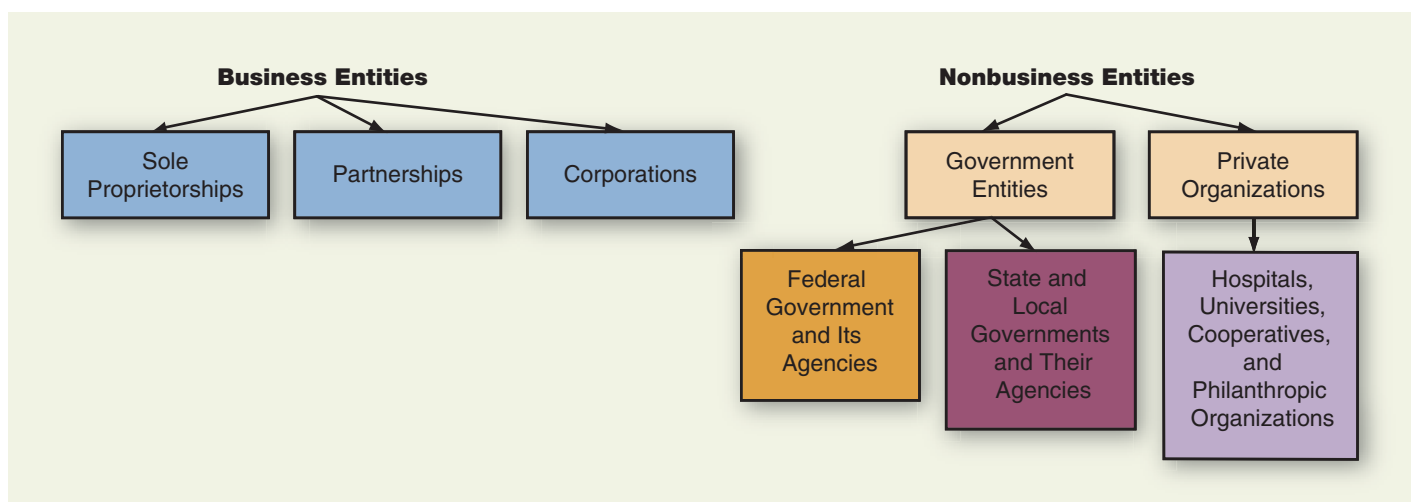 Business Entities
Nonbusiness Entities
Sole
Proprietorships
Partnerships
Corporations
Government
Entities
Private
Organizations
Federal
Government
and Its
Agencies
State and
Local
Governments
and Their
Agencies
Hospitals,
Universities,
Cooperatives,
and
Philanthropic
Organizations